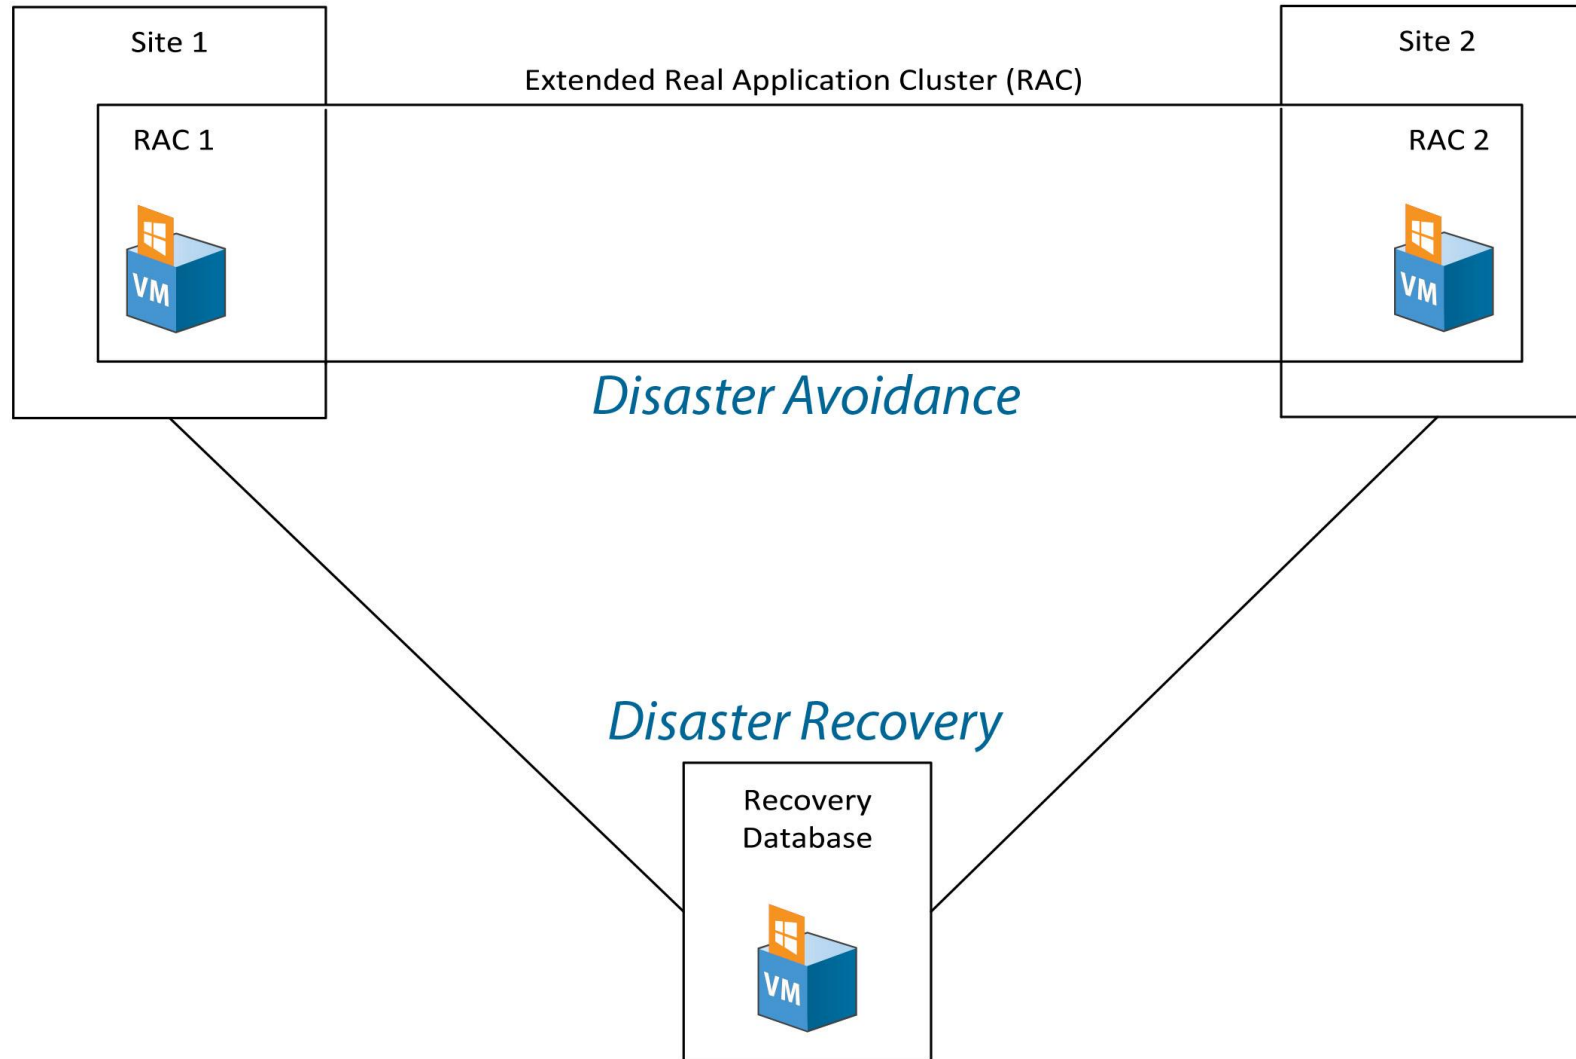 Site 1
Site 2
Extended Real Application Cluster (RAC)
RAC 1
RAC 2
VM
VM
Disaster Avoidance
Disaster Recovery
Recovery
Database
VM